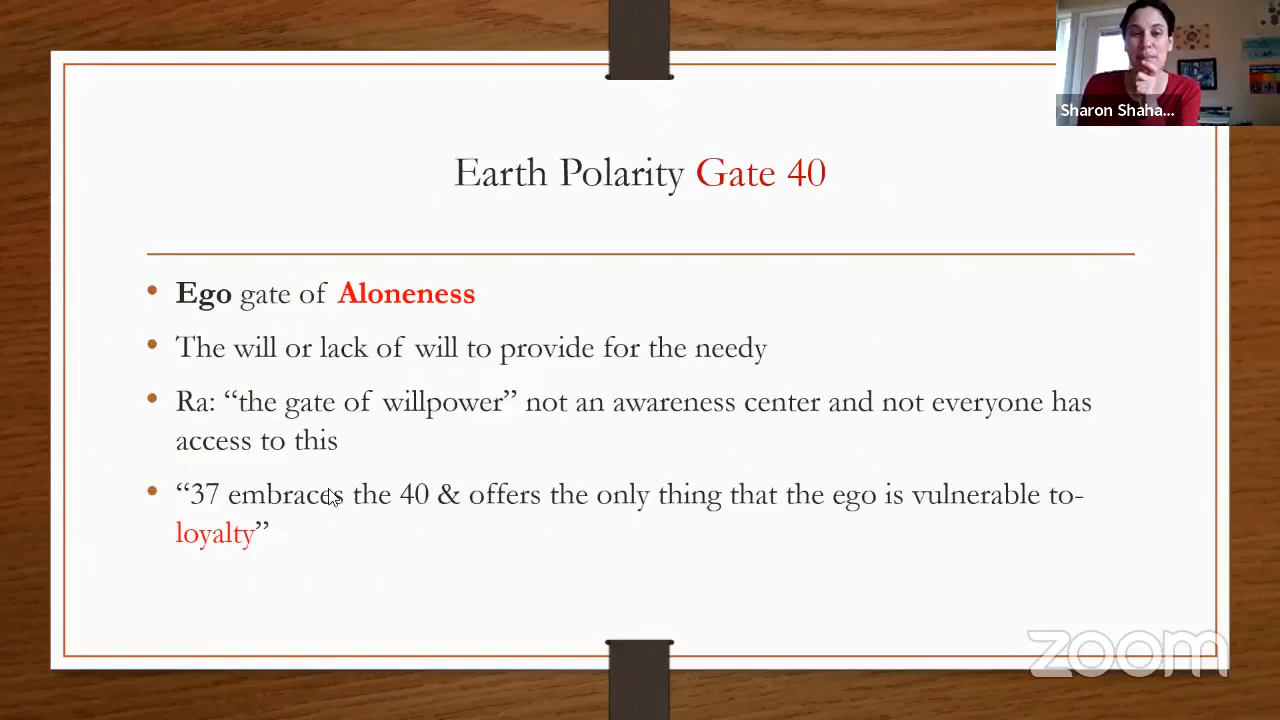 Sharon Shaha...
Earth Polarity Gate 40
• Ego gate of Aloneness
• The will or lack of will to provide for the needy
• Ra: “the gate of willpower” not an awareness center and not everyone has
access to this
• “37 embraces the 40 & offers the only thing that the ego is vulnerable to-
loyalty”
zoom